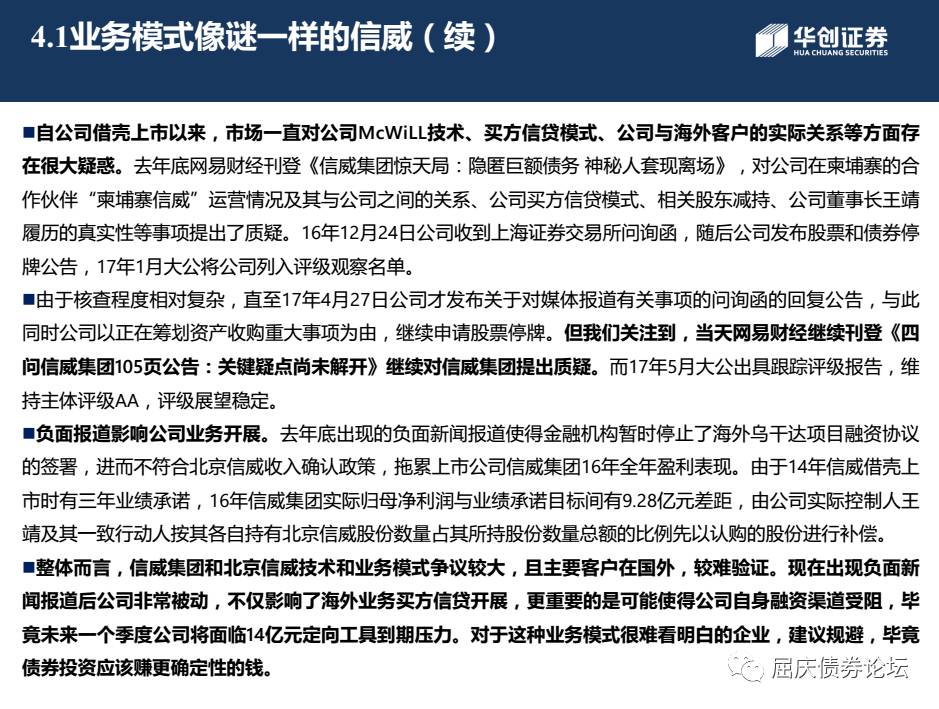 4.1业务模式像谜一样的信威（续）
华创证券
HUA CHUANG SECURITIES
■自公司借壳上市以来，市场一直对公司McWiLL技术、买方信贷模式、公司与海外客户的实际关系等方面存
在很大疑惑。去年底网易财经刊登《信威集团惊天局：隐匿巨额债务 神秘人套现离场》，对公司在柬埔寨的合
作伙伴“柬埔寨信威”运营情况及其与公司之间的关系、公司买方信贷模式、相关股东减持、公司董事长王靖
履历的真实性等事项提出了质疑。16年12月24日公司收到上海证券交易所问询函，随后公司发布股票和债券停
牌公告，17年1月大公将公司列入评级观察名单。
■由于核查程度相对复杂，直至17年4月27日公司才发布关于对媒体报道有关事项的问询函的回复公告，与此
同时公司以正在筹划资产收购重大事项为由，继续申请股票停牌。但我们关注到，当天网易财经继续刊登《四
问信威集团105页公告：关键疑点尚未解开》继续对信威集团提出质疑。而17年5月大公出具跟踪评级报告，维
持主体评级AA，评级展望稳定。
■负面报道影响公司业务开展。去年底出现的负面新闻报道使得金融机构暂时停止了海外乌干达项目融资协议
的签署，进而不符合北京信威收入确认政策，拖累上市公司信威集团16年全年盈利表现。由于14年信威借壳上
市时有三年业绩承诺，16年信威集团实际归母净利润与业绩承诺目标间有9.28亿元差距，由公司实际控制人王
靖及其一致行动人按其各自持有北京信威股份数量占其所持股份数量总额的比例先以认购的股份进行补偿。
■整体而言，信威集团和北京信威技术和业务模式争议较大，且主要客户在国外，较难验证。现在出现负面新
闻报道后公司非常被动，不仅影响了海外业务买方信贷开展，更重要的是可能使得公司自身融资渠道受阻，毕
竟未来一个季度公司将面临14亿元定向工具到期压力。对于这种业务模式很难看明白的企业，建议规避，毕竟
债券投资应该赚更确定性的钱。
屈庆债券论坛